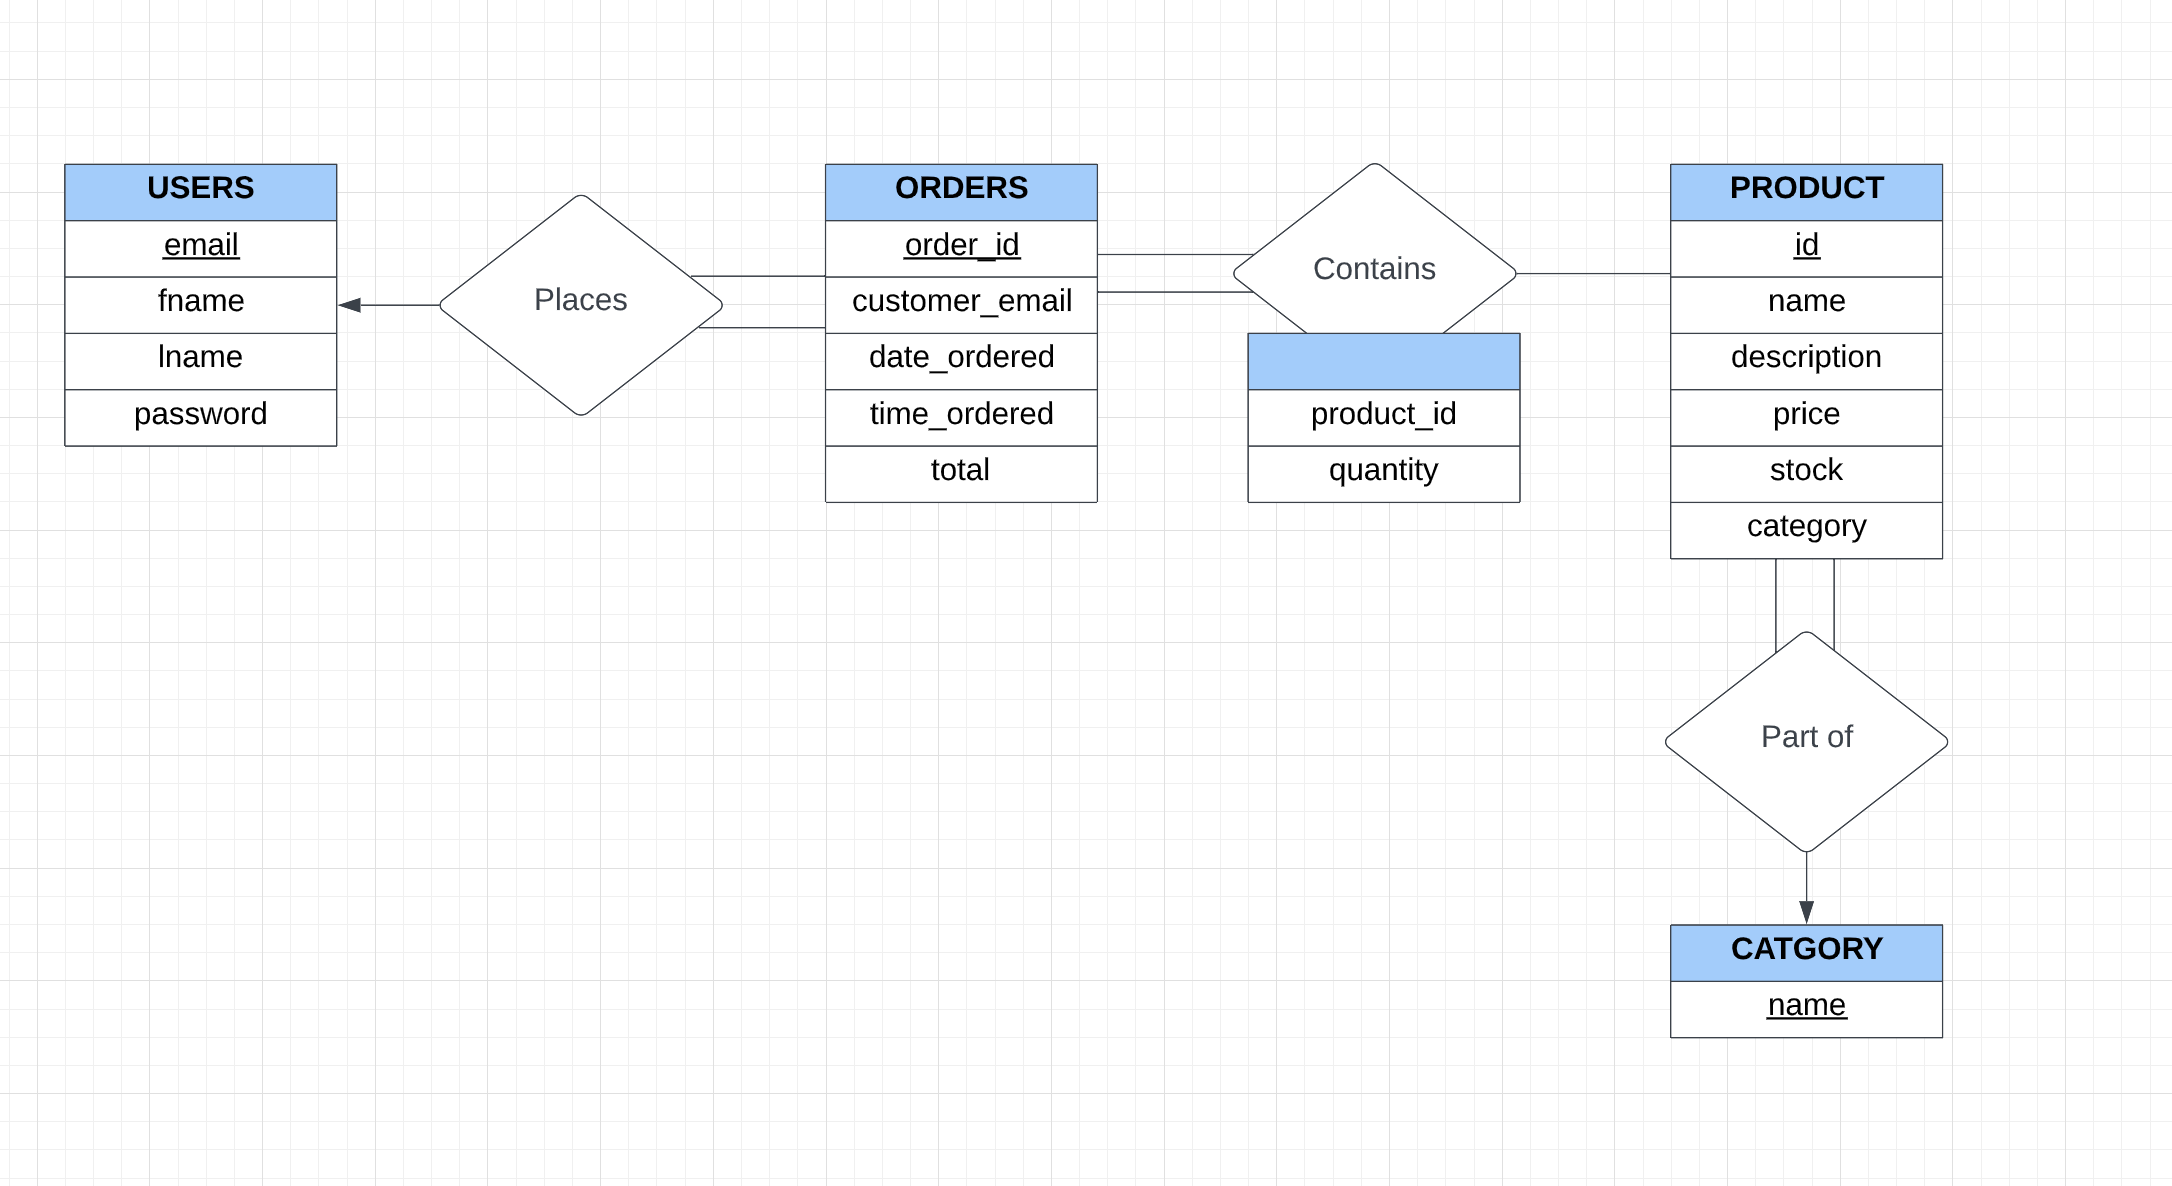 USERS
email
fname
lname
password
Places
ORDERS
order_id
customer_email
date_ordered
time_ordered
total
Contains
product_id
quantity
PRODUCT
id
name
description
price
stock
category
Part of
CATGORY
name